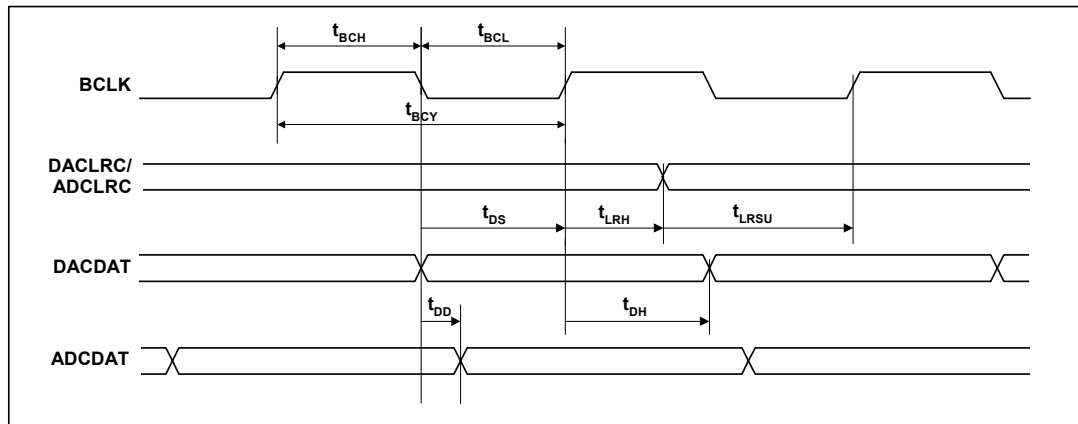 tBCH
tBCL
BCLK
tBCY
DACLRC/
ADCLRC
tDS
tLRH
tLRSU
DACDAT
tDD
tDH
ADCDAT